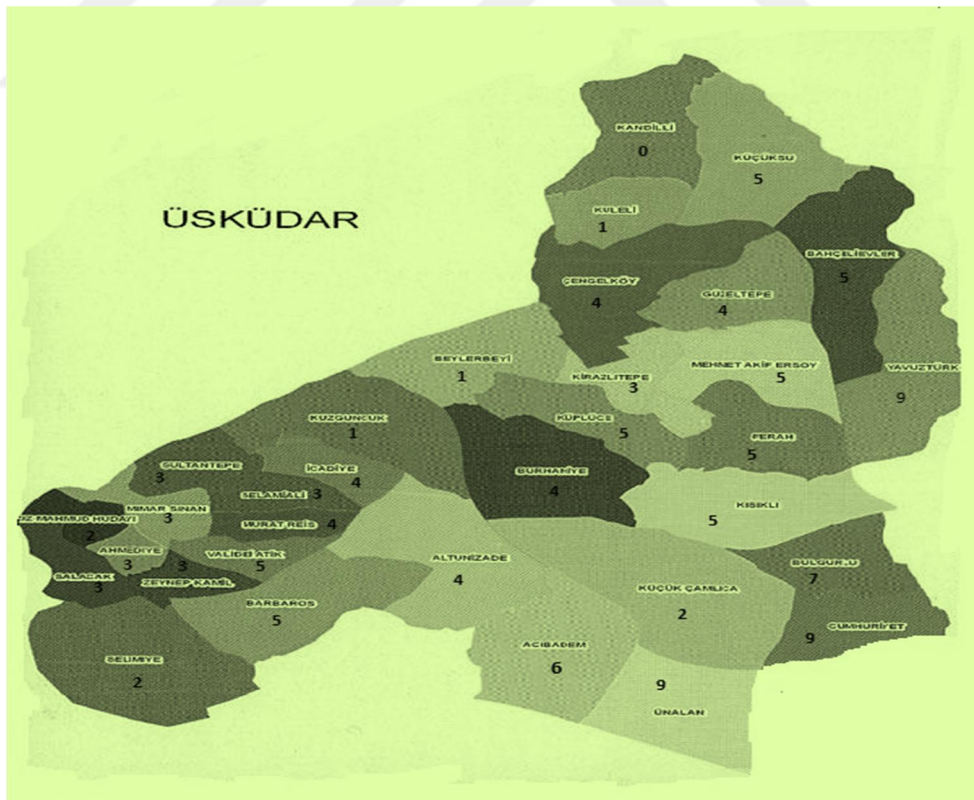 KANDİLLİ
0
KÜÇÜKSU
5
ÜSKÜDAR
KULELİ
1
BAHÇELİEVLER
5
ÇENGELKÖY
4
GÜZELTEPE
4
BEYLERBEYİ
1
KİRAZLITEPE
3
MEHMET AKİF ERSOY
5
YAVUZTÜRK
9
KUZGUNCUK
1
KÜPLÜCE
5
FERAH
5
SULTANTEPE
3
İCADİYE
4
BURHANİYE
4
SELAMİALİ 3
MİMAR SİNAN
3
KISIKLI
5
İZ MAHMUD HÜDAYİ
2
MURAT REİS 4
AHMEDİYE
3
VALİDEİ ATİK
5
ALTUNİZADE
4
BULGURLU
7
SALACAK
3
3
ZEYNEP KAMİL
KÜÇÜK ÇAMLICA
2
BARBAROS
5
CUMHURİYET
9
ACIBADEM
6
SELİMİYE
2
9
ÜNALAN